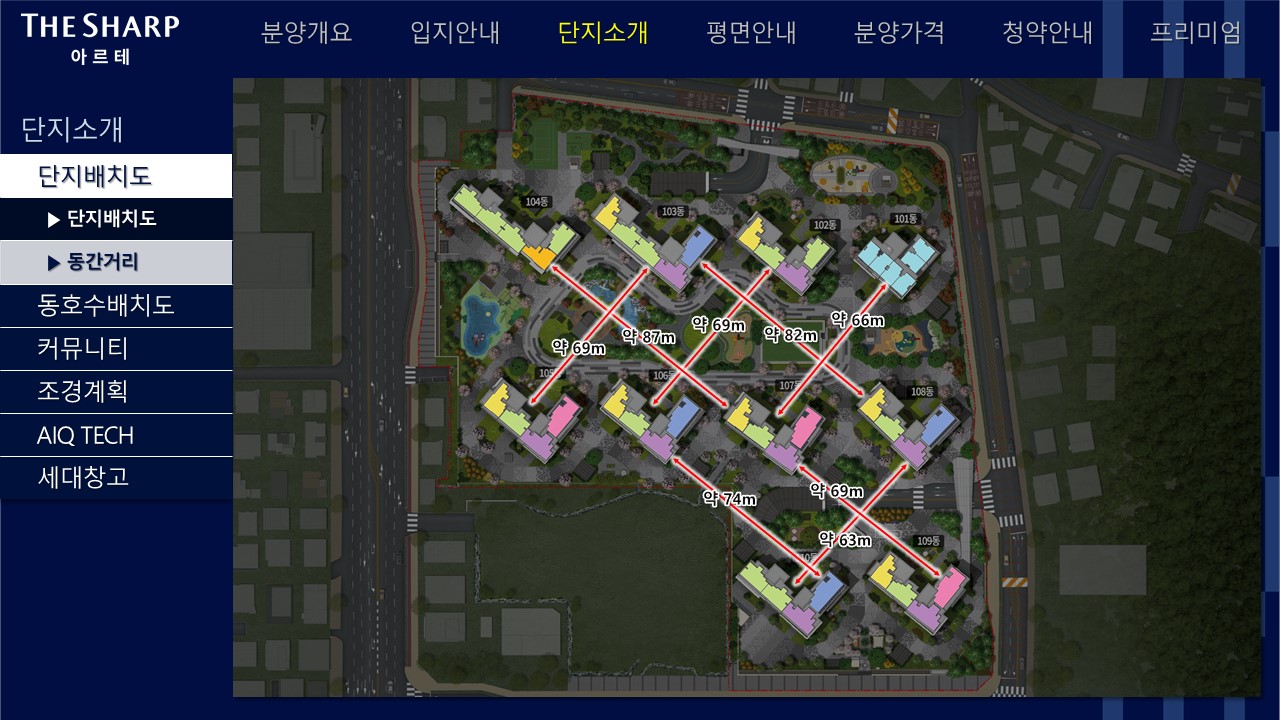 THE SHARP
아르테
분양개요 입지안내 단지소개 평면안내 분양가격 청약안내 프리미엄
단지소개
단지배치도
▶ 단지배치도
▶ 동간거리
동호수배치도
커뮤니티
조경계획
AIQ TECH
세대창고
104동
103동
102동
101동
약 69m
약 87m
약 69m
약 82m
약 66m
105동
106동
107동
108동
약 74m
약 69m
약 63m
109동